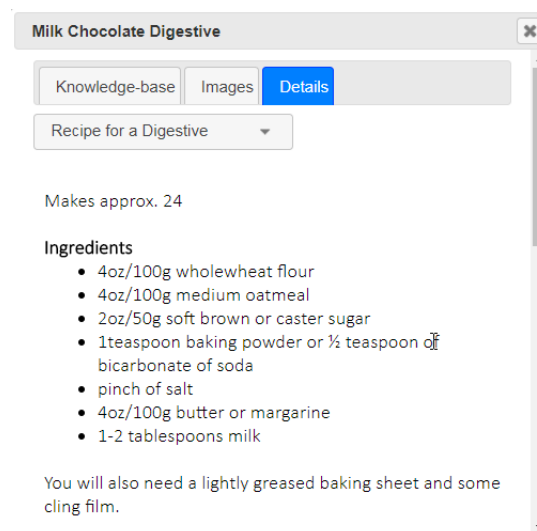 Milk Chocolate Digestive
Knowledge-base Images Details
Recipe for a Digestive
Makes approx. 24
Ingredients
• 4oz/100g wholewheat flour
• 4oz/100g medium oatmeal
• 2oz/50g soft brown or caster sugar
• 1teaspoon baking powder or ½ teaspoon of
bicarbonate of soda
• pinch of salt
• 4oz/100g butter or margarine
• 1-2 tablespoons milk
You will also need a lightly greased baking sheet and some
cling film.